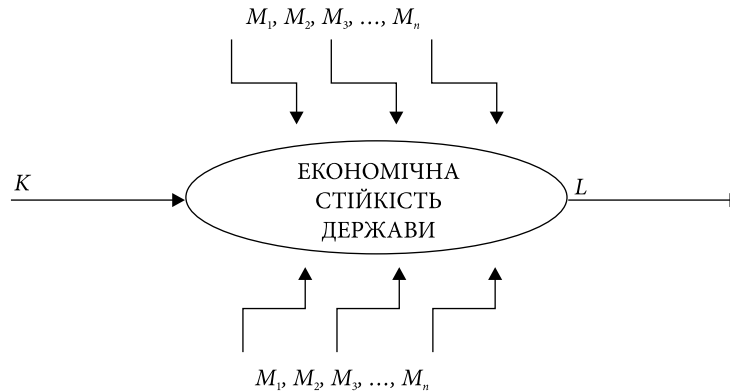 M₁, M₂, M₃, …, Mₙ
K
ЕКОНОМІЧНА
СТІЙКІСТЬ
ДЕРЖАВИ
L
M₁, M₂, M₃, …, Mₙ